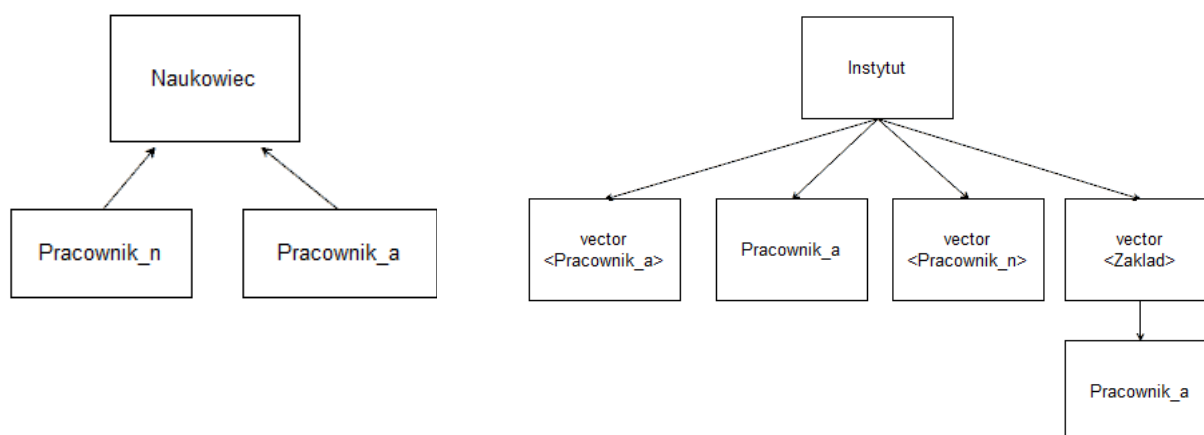 Naukowiec
Pracownik_n
Pracownik_a
Instytut
vector
<Pracownik_a>
Pracownik_a
vector
<Pracownik_n>
vector
<Zaklad>
Pracownik_a